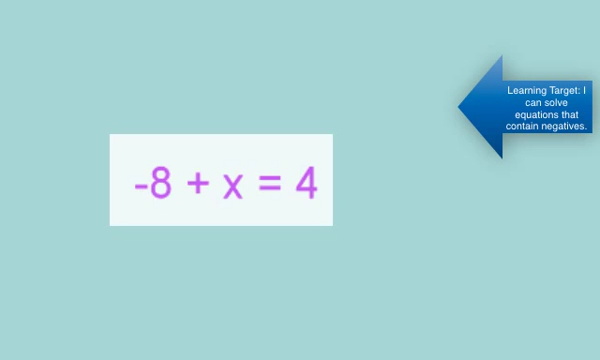 Learning Target: I
can solve
equations that
contain negatives.
-8 + x = 4